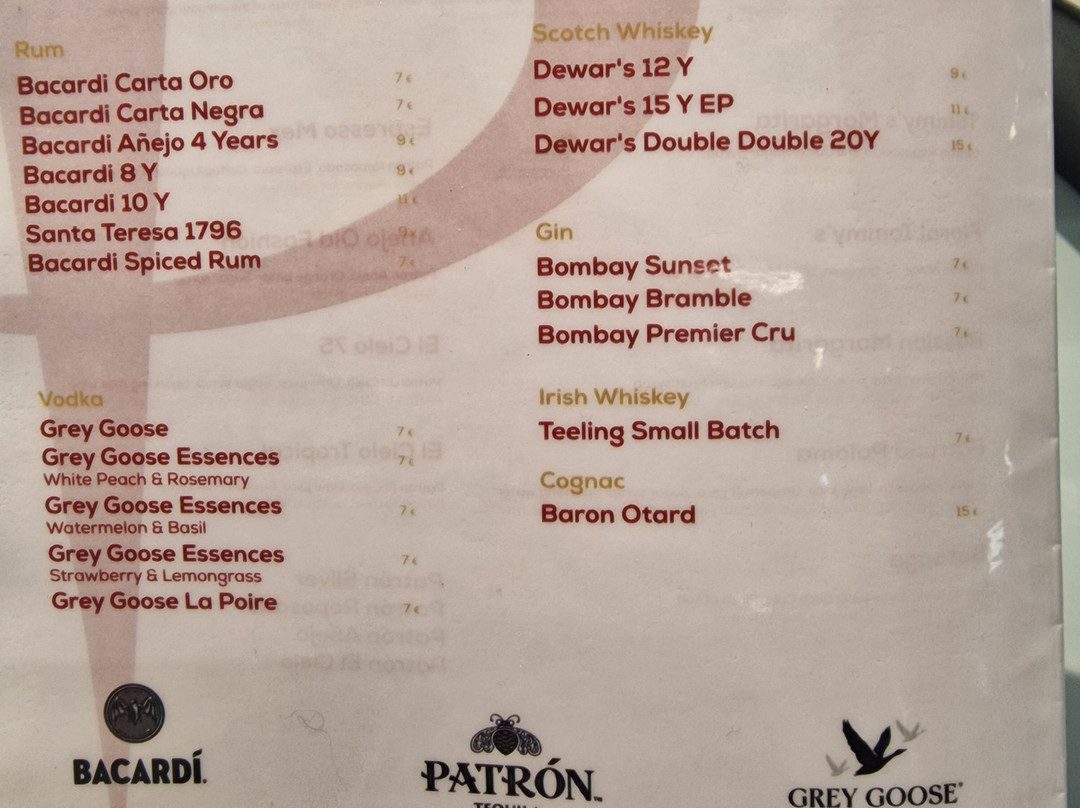 Rum
Bacardi Carta Oro 7€
Bacardi Carta Negra 7€
Bacardi Añejo 4 Years 9€
Bacardi 8 Y 9€
Bacardi 10 Y 11€
Santa Teresa 1796 9€
Bacardi Spiced Rum 7€
Vodka
Grey Goose 7€
Grey Goose Essences 7€
White Peach & Rosemary
Grey Goose Essences 7€
Watermelon & Basil
Grey Goose Essences 7€
Strawberry & Lemongrass
Grey Goose La Poire 7€
Scotch Whiskey
Dewar's 12 Y 9€
Dewar's 15 Y EP 11€
Dewar's Double Double 20Y 15€
Gin
Bombay Sunset 7€
Bombay Bramble 7€
Bombay Premier Cru 7€
Irish Whiskey
Teeling Small Batch 7€
Cognac
Baron Otard 15€
BACARDÍ.
PATRÓN
TEQUILA
GREY GOOSE